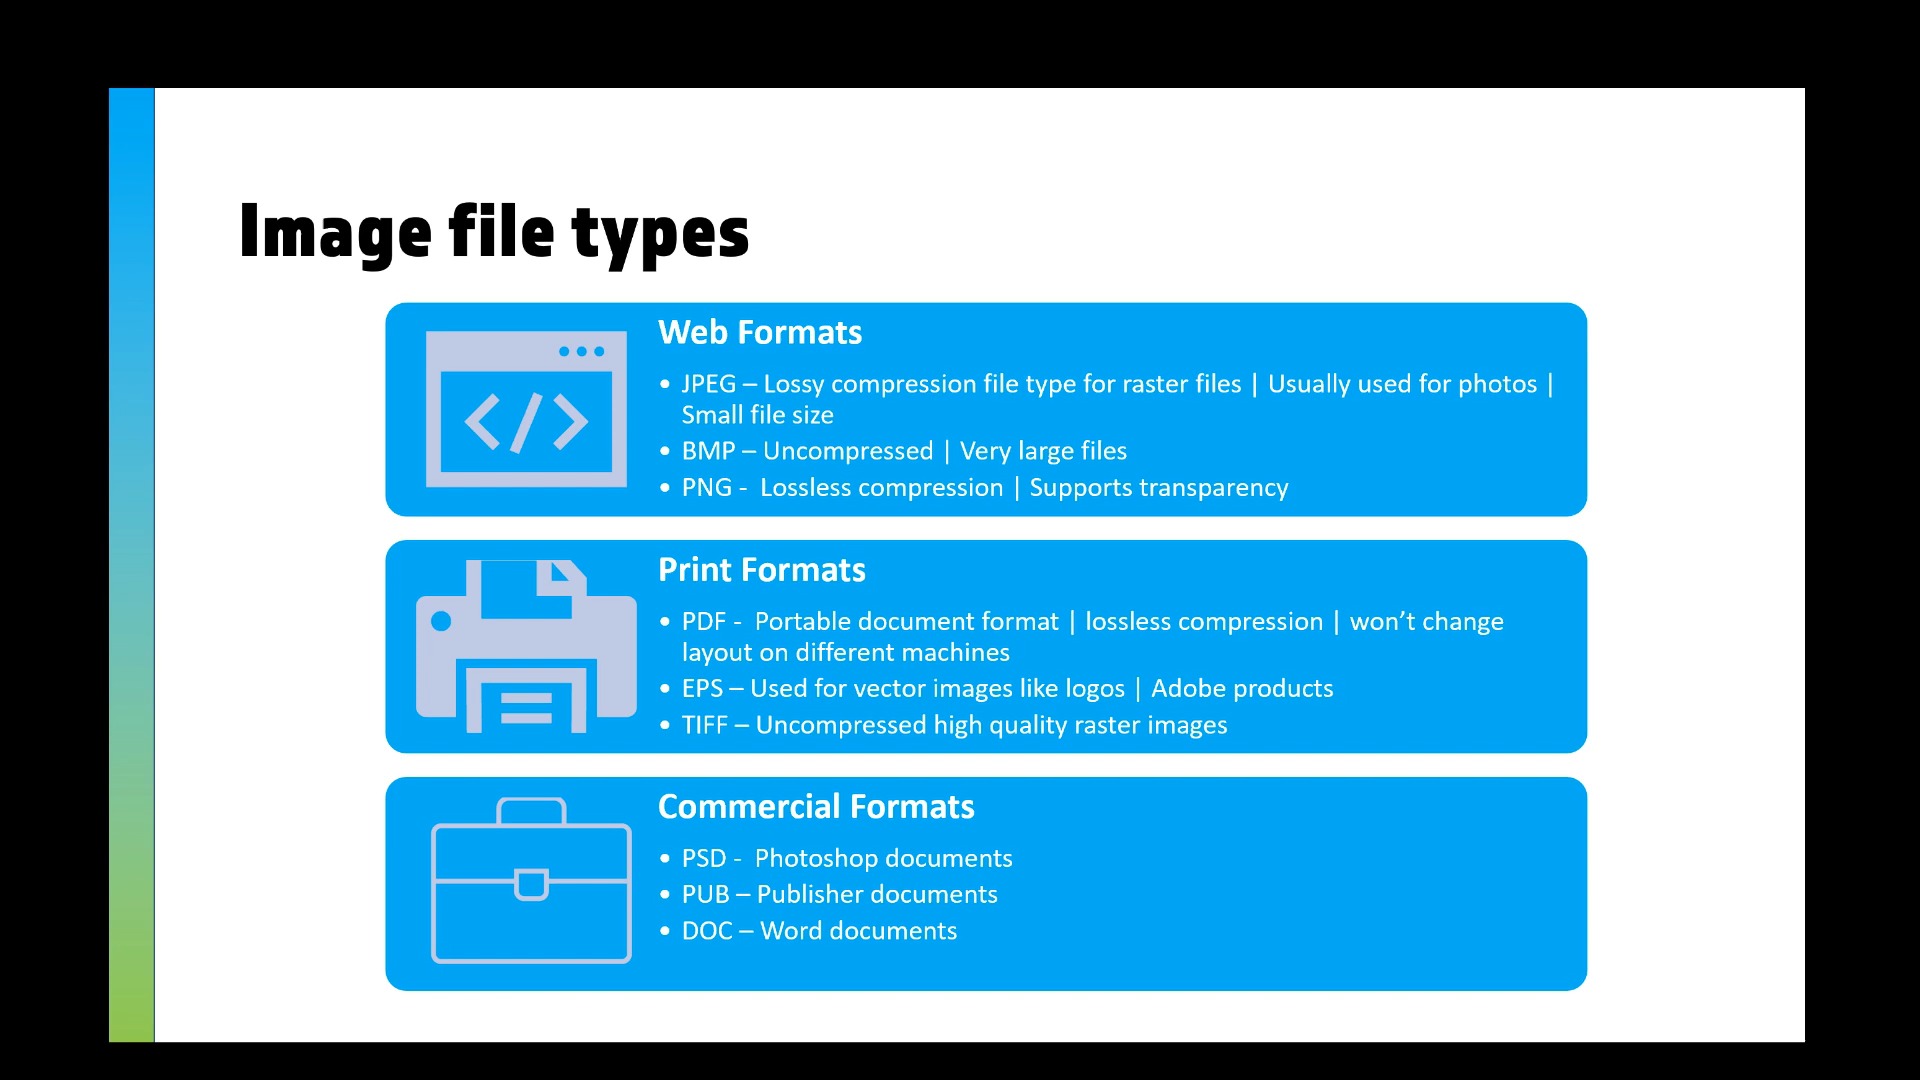 Image file types
Web Formats
• JPEG – Lossy compression file type for raster files | Usually used for photos |
Small file size
• BMP – Uncompressed | Very large files
• PNG -  Lossless compression | Supports transparency
Print Formats
• PDF -  Portable document format | lossless compression | won’t change
layout on different machines
• EPS – Used for vector images like logos | Adobe products
• TIFF – Uncompressed high quality raster images
Commercial Formats
• PSD -  Photoshop documents
• PUB – Publisher documents
• DOC – Word documents